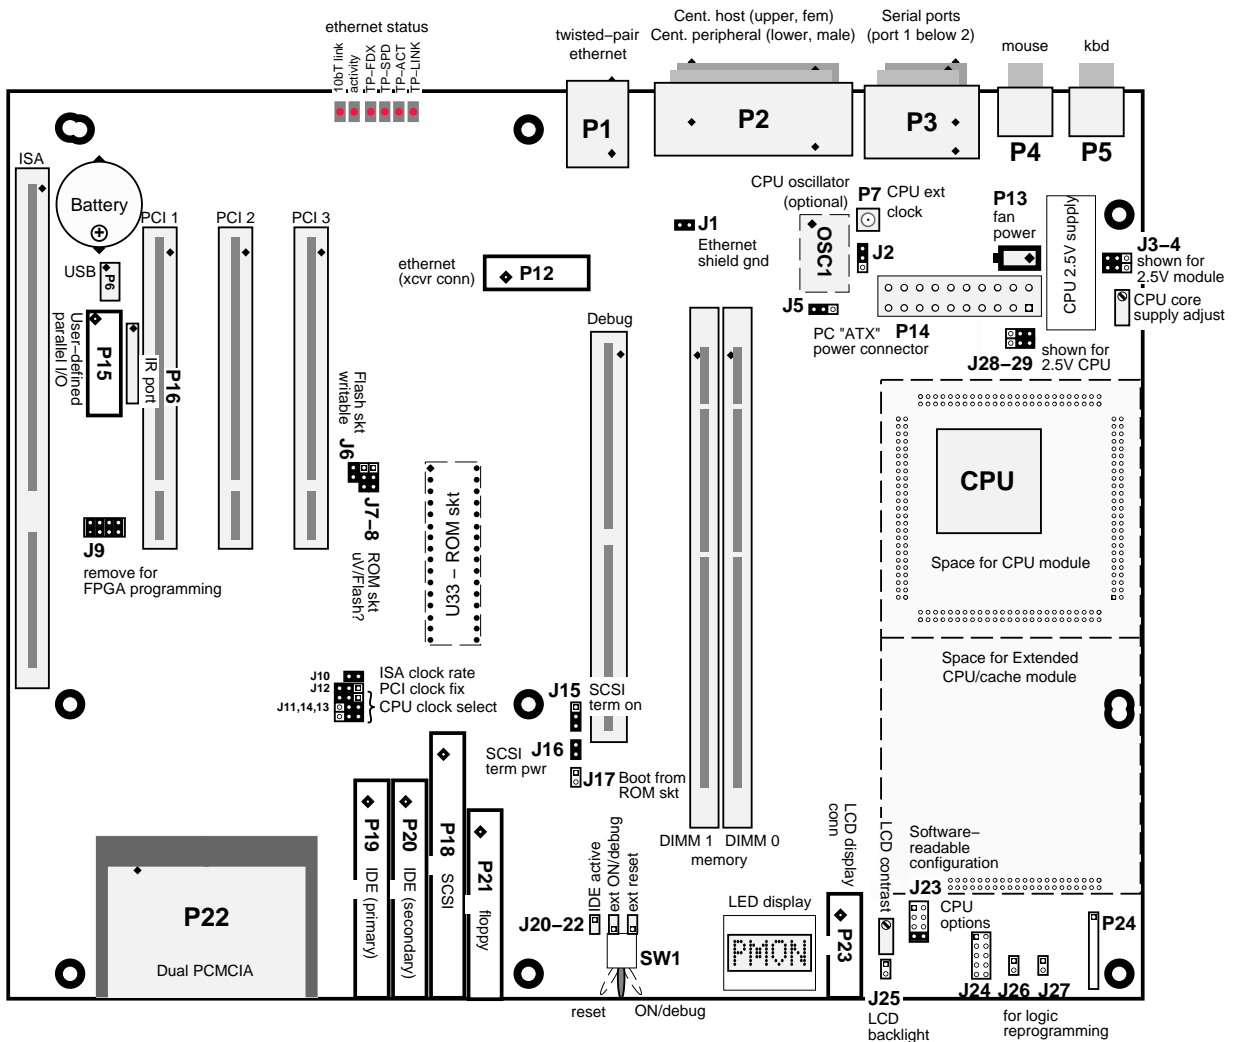 ethernet status
10bT link
activity
TP–FDX
TP–SPD
TP–ACT
TP–LINK
twisted–pair
ethernet
Cent. host (upper, fem)
Cent. peripheral (lower, male)
Serial ports
(port 1 below 2)
mouse
kbd
P1
P2
P3
P4
P5
ISA
Battery
PCI 1
PCI 2
PCI 3
USB
P6
User–defined
parallel I/O
P15
IR port
P16
ethernet
(xcvr conn)
P12
J1
Ethernet
shield gnd
CPU oscillator
(optional)
OSC1
P7
CPU ext
clock
J2
J5
PC "ATX"
power connector
P14
P13
fan
power
CPU 2.5V supply
J3–4
shown for
2.5V module
CPU core
supply adjust
J28–29
shown for
2.5V CPU
Debug
Flash skt
writable
J6
J7–8
ROM skt
uV/Flash?
U33 – ROM skt
J9
remove for
FPGA programming
CPU
Space for CPU module
Space for Extended
CPU/cache module
J10
ISA clock rate
J12
PCI clock fix
J11,14,13
CPU clock select
J15
SCSI
term on
J16
SCSI
term pwr
J17
Boot from
ROM skt
DIMM 1
DIMM 0
memory
P19
IDE (primary)
P20
IDE (secondary)
P18
SCSI
P21
floppy
P22
Dual PCMCIA
J20–22
IDE active
ext ON/debug
ext reset
SW1
reset
ON/debug
LED display
PMON
LCD display
conn
P23
LCD contrast
Software–
readable
configuration
J23
CPU
options
J24
J26
J27
for logic
reprogramming
J25
LCD
backlight
P24